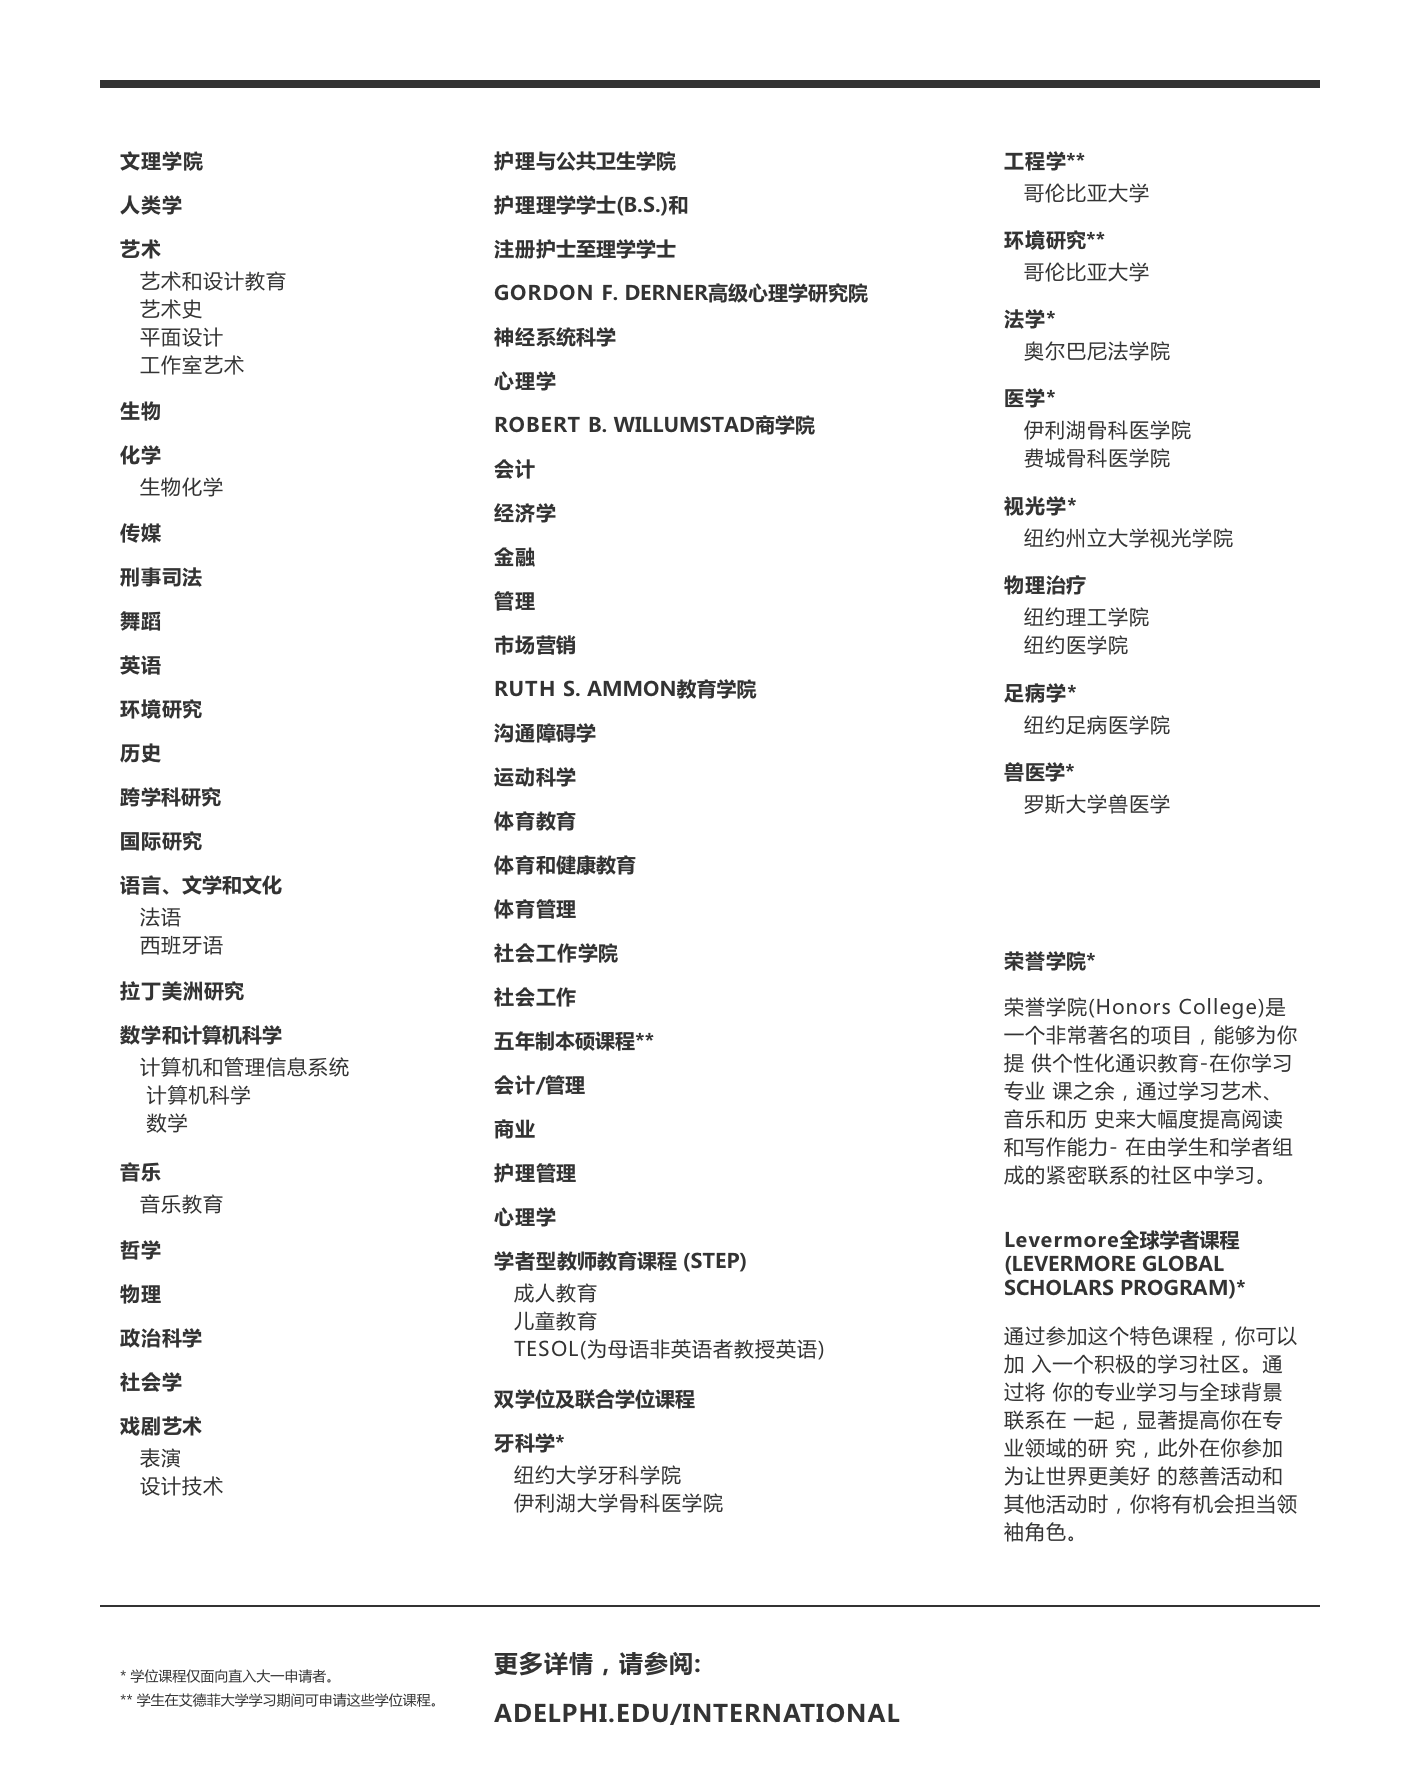 文理学院
人类学
艺术
艺术和设计教育
艺术史
平面设计
工作室艺术
生物
化学
生物化学
传媒
刑事司法
舞蹈
英语
环境研究
历史
跨学科研究
国际研究
语言、文学和文化
法语
西班牙语
拉丁美洲研究
数学和计算机科学
计算机和管理信息系统
计算机科学
数学
音乐
音乐教育
哲学
物理
政治科学
社会学
戏剧艺术
表演
设计技术
护理与公共卫生学院
护理理学学士(B.S.)和
注册护士至理学学士
GORDON F. DERNER高级心理学研究院
神经系统科学
心理学
ROBERT B. WILLUMSTAD商学院
会计
经济学
金融
管理
市场营销
RUTH S. AMMON教育学院
沟通障碍学
运动科学
体育教育
体育和健康教育
体育管理
社会工作学院
社会工作
五年制本硕课程**
会计/管理
商业
护理管理
心理学
学者型教师教育课程 (STEP)
成人教育
儿童教育
TESOL(为母语非英语者教授英语)
双学位及联合学位课程
牙科学*
纽约大学牙科学院
伊利湖大学骨科医学院
工程学**
哥伦比亚大学
环境研究**
哥伦比亚大学
法学*
奥尔巴尼法学院
医学*
伊利湖骨科医学院
费城骨科医学院
视光学*
纽约州立大学视光学院
物理治疗
纽约理工学院
纽约医学院
足病学*
纽约足病医学院
兽医学*
罗斯大学兽医学
荣誉学院*
荣誉学院(Honors College)是
一个非常著名的项目，能够为你
提 供个性化通识教育-在你学习
专业 课之余，通过学习艺术、
音乐和历 史来大幅度提高阅读
和写作能力- 在由学生和学者组
成的紧密联系的社区中学习。
Levermore全球学者课程
(LEVERMORE GLOBAL
SCHOLARS PROGRAM)*
通过参加这个特色课程，你可以
加 入一个积极的学习社区。通
过将 你的专业学习与全球背景
联系在 一起，显著提高你在专
业领域的研 究，此外在你参加
为让世界更美好 的慈善活动和
其他活动时，你将有机会担当领
袖角色。
* 学位课程仅面向直入大一申请者。
** 学生在艾德菲大学学习期间可申请这些学位课程。
更多详情，请参阅:
ADELPHI.EDU/INTERNATIONAL